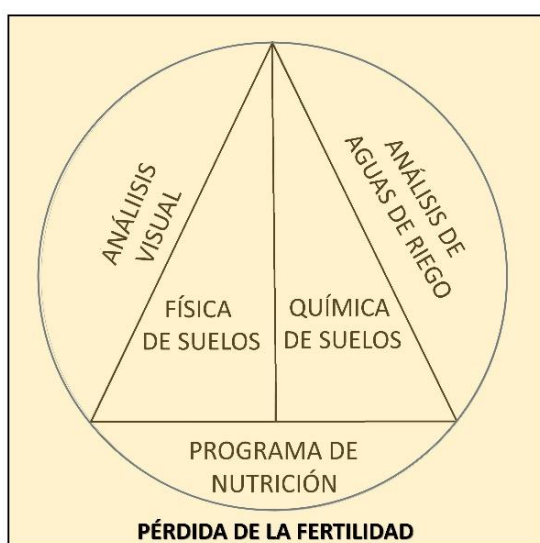 ANÁLIISIS
VISUAL
ANÁLISIS DE
AGUAS DE RIEGO
FÍSICA
DE SUELOS
QUÍMICA
DE SUELOS
PROGRAMA DE
NUTRICIÓN
PÉRDIDA DE LA FERTILIDAD